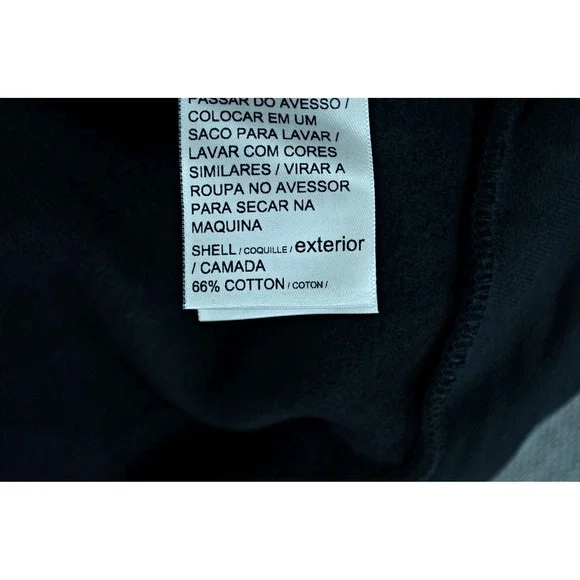 PASSAR DO AVESSO /
COLOCAR EM UM
SACO PARA LAVAR /
LAVAR COM CORES
SIMILARES / VIRAR A
ROUPA NO AVESSOR
PARA SECAR NA
MAQUINA
SHELL / COQUILLE / exterior
/ CAMADA
66% COTTON / COTON /